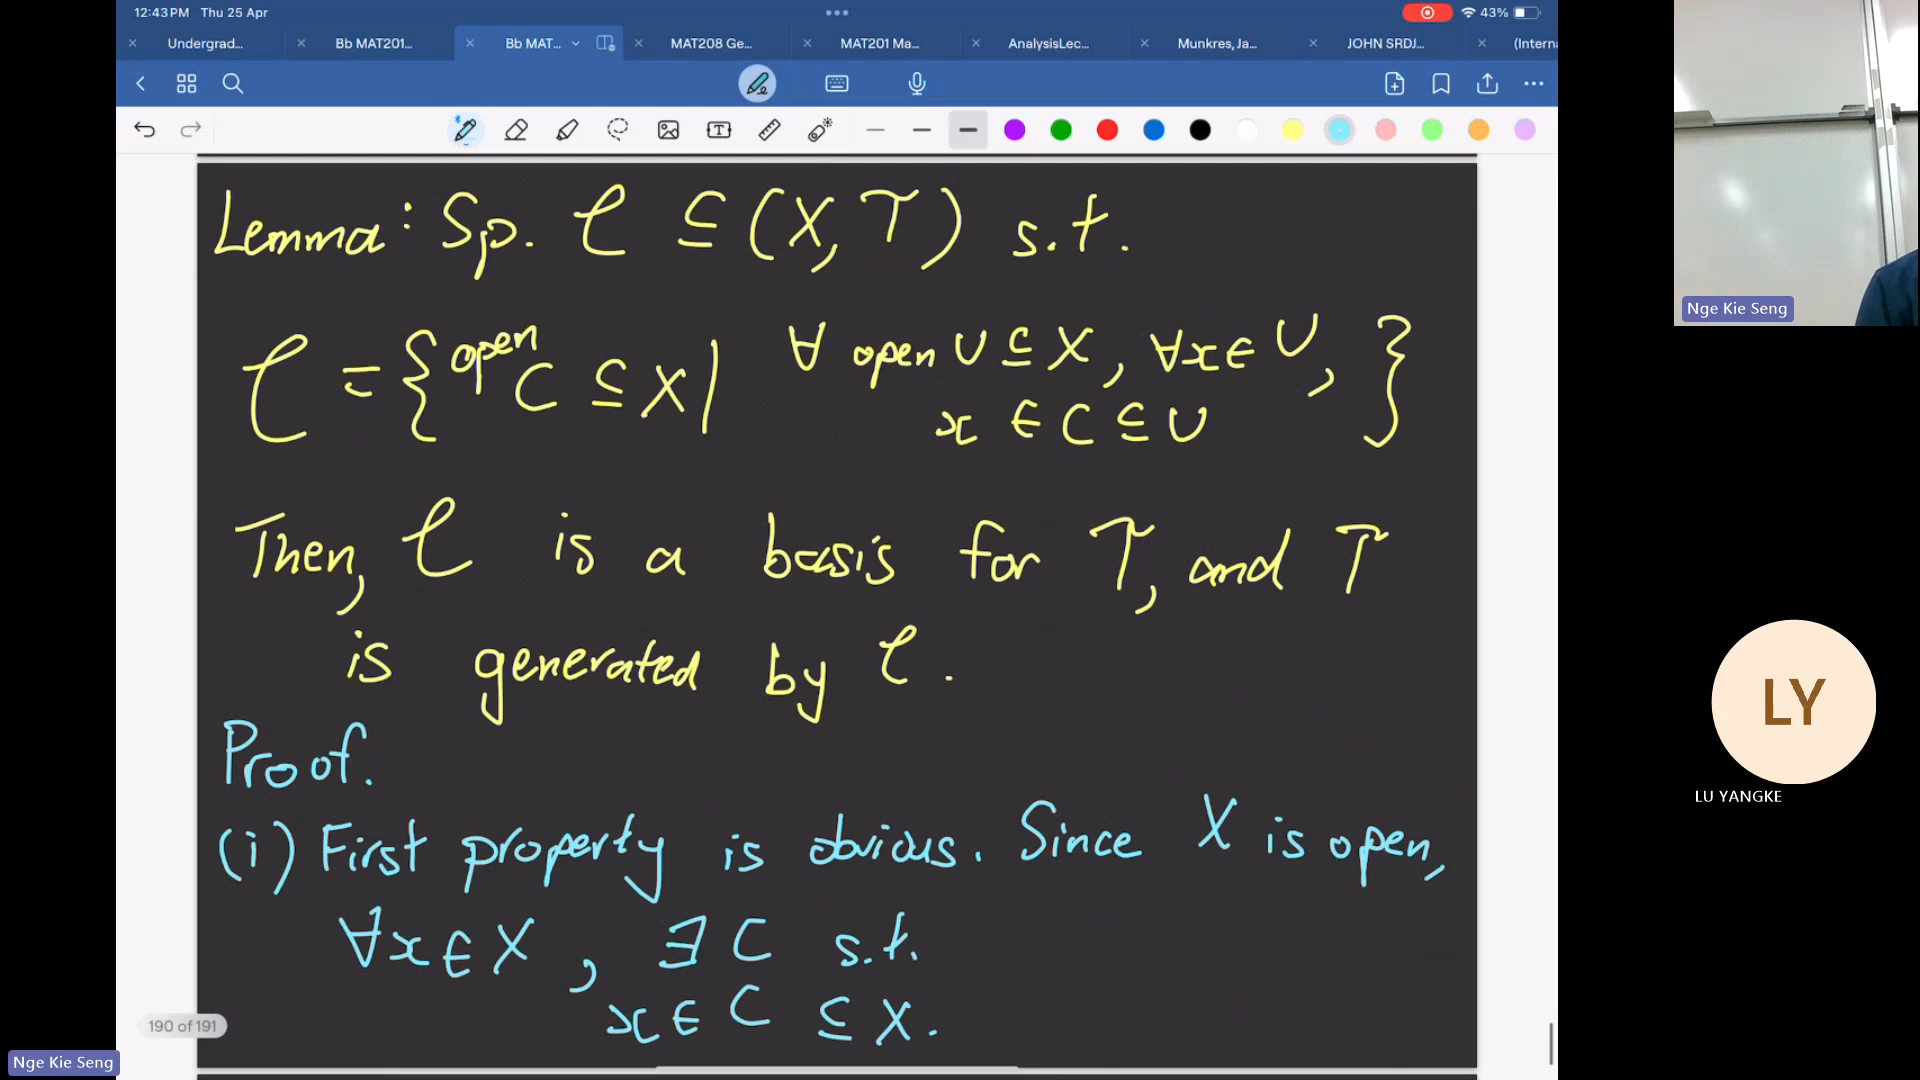 12:43 PM Thu 25 Apr
43%
Undergrad...
Bb MAT201...
Bb MAT...
MAT208 Ge...
MAT201 Ma...
AnalysisLec...
Munkres, Ja...
JOHN SRDJ...
(Intern
Lemma: Sp. 𝒞 ⊆ (X, 𝒯) s.t.
𝒞 = { open C ⊆ X | ∀ open U ⊆ X, ∀x ∈ U, x ∈ C ⊆ U }
Then, 𝒞 is a basis for 𝒯, and 𝒯
is generated by 𝒞.
Proof.
(i) First property is obvious. Since X is open,
∀x ∈ X, ∃ C s.t.
x ∈ C ⊆ X.
190 of 191
Nge Kie Seng
Nge Kie Seng
LY
LU YANGKE